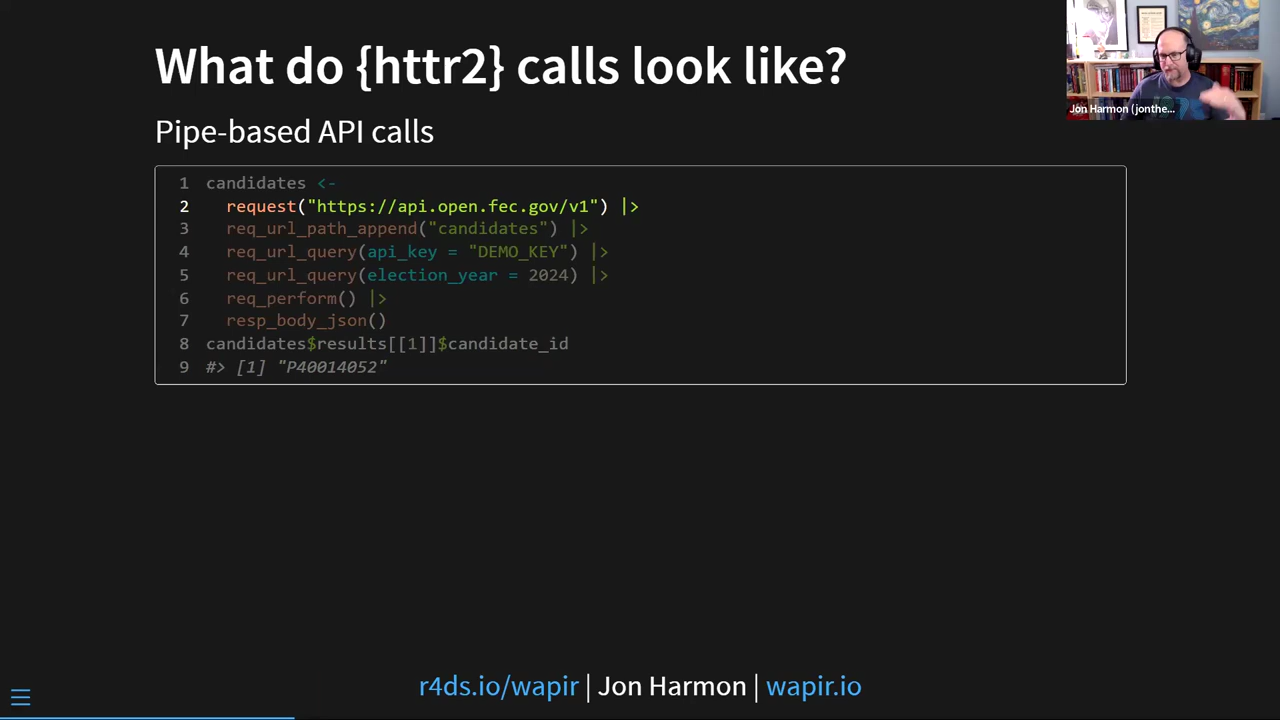 What do {httr2} calls look like?
Jon Harmon (jonthe...
Pipe-based API calls
1 candidates <-
2 request("https://api.open.fec.gov/v1") |>
3 req_url_path_append("candidates") |>
4 req_url_query(api_key = "DEMO_KEY") |>
5 req_url_query(election_year = 2024) |>
6 req_perform() |>
7 resp_body_json()
8 candidates$results[[1]]$candidate_id
9 #> [1] "P40014052"
r4ds.io/wapir | Jon Harmon | wapir.io